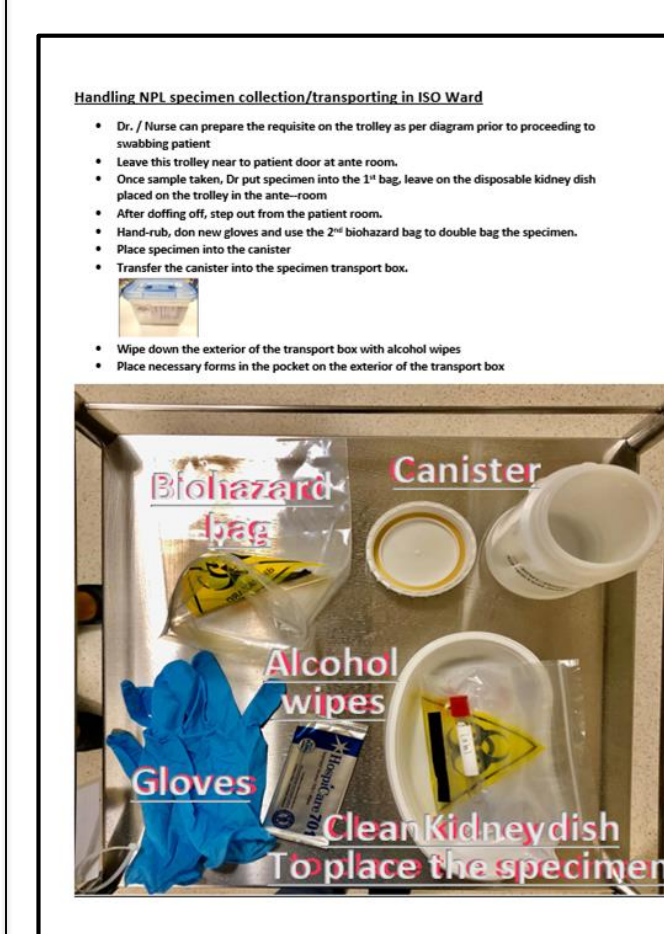 Handling NPL specimen collection/transporting in ISO Ward
• Dr. / Nurse can prepare the requisite on the trolley as per diagram prior to proceeding to
swabbing patient
• Leave this trolley near to patient door at ante room.
• Once sample taken, Dr put specimen into the 1st bag, leave on the disposable kidney dish
placed on the trolley in the ante--room
• After doffing off, step out from the patient room.
• Hand-rub, don new gloves and use the 2nd biohazard bag to double bag the specimen.
• Place specimen into the canister
• Transfer the canister into the specimen transport box.
• Wipe down the exterior of the transport box with alcohol wipes
• Place necessary forms in the pocket on the exterior of the transport box
Biohazard
bag
Canister
Alcohol
wipes
Gloves
HospiCare 701
Clean Kidney dish
To place the specimen